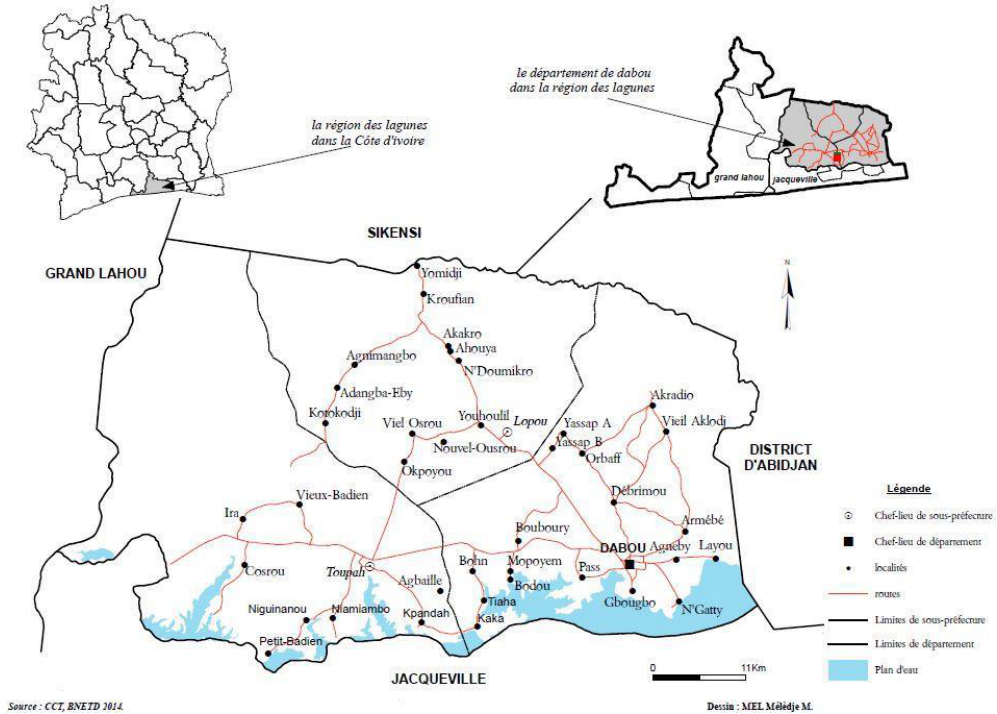 le département de dabou
dans la région des lagunes
la région des lagunes
dans la Côte d'ivoire
grand lahou
jacqueville
SIKENSI
GRAND LAHOU
Yomidji
Kroufian
N
Akakro
Ahouya
N'Doumikro
Agnimangbo
Adangba-Eby
Kotokodji
Akradio
Viel Osrou
Youhoulil
Lopou
Yassap A
Vieil Aklodj
Nouvel-Ousrou
Yassap B
Orbaff
Okpoyou
DISTRICT
D'ABIDJAN
Vieux-Badien
Débrimou
Ira
Bouboury
Armébé
DABOU
Agneby
Layou
Cosrou
Toupah
Bohn
Mopoyem
Pass
Agbaille
Bodou
Gbougbo
N'Gatty
Niguinanou
Niamiambo
Kpandah
Tiaha
Kaka
Petit-Badien
JACQUEVILLE
0
11Km
Légende
Chef-lieu de sous-préfecture
Chef-lieu de département
localités
routes
Limites de sous-préfecture
Limites de département
Plan d'eau
Source : CCT, BNETD 2014.
Dessin : MEL Mélèdje M.